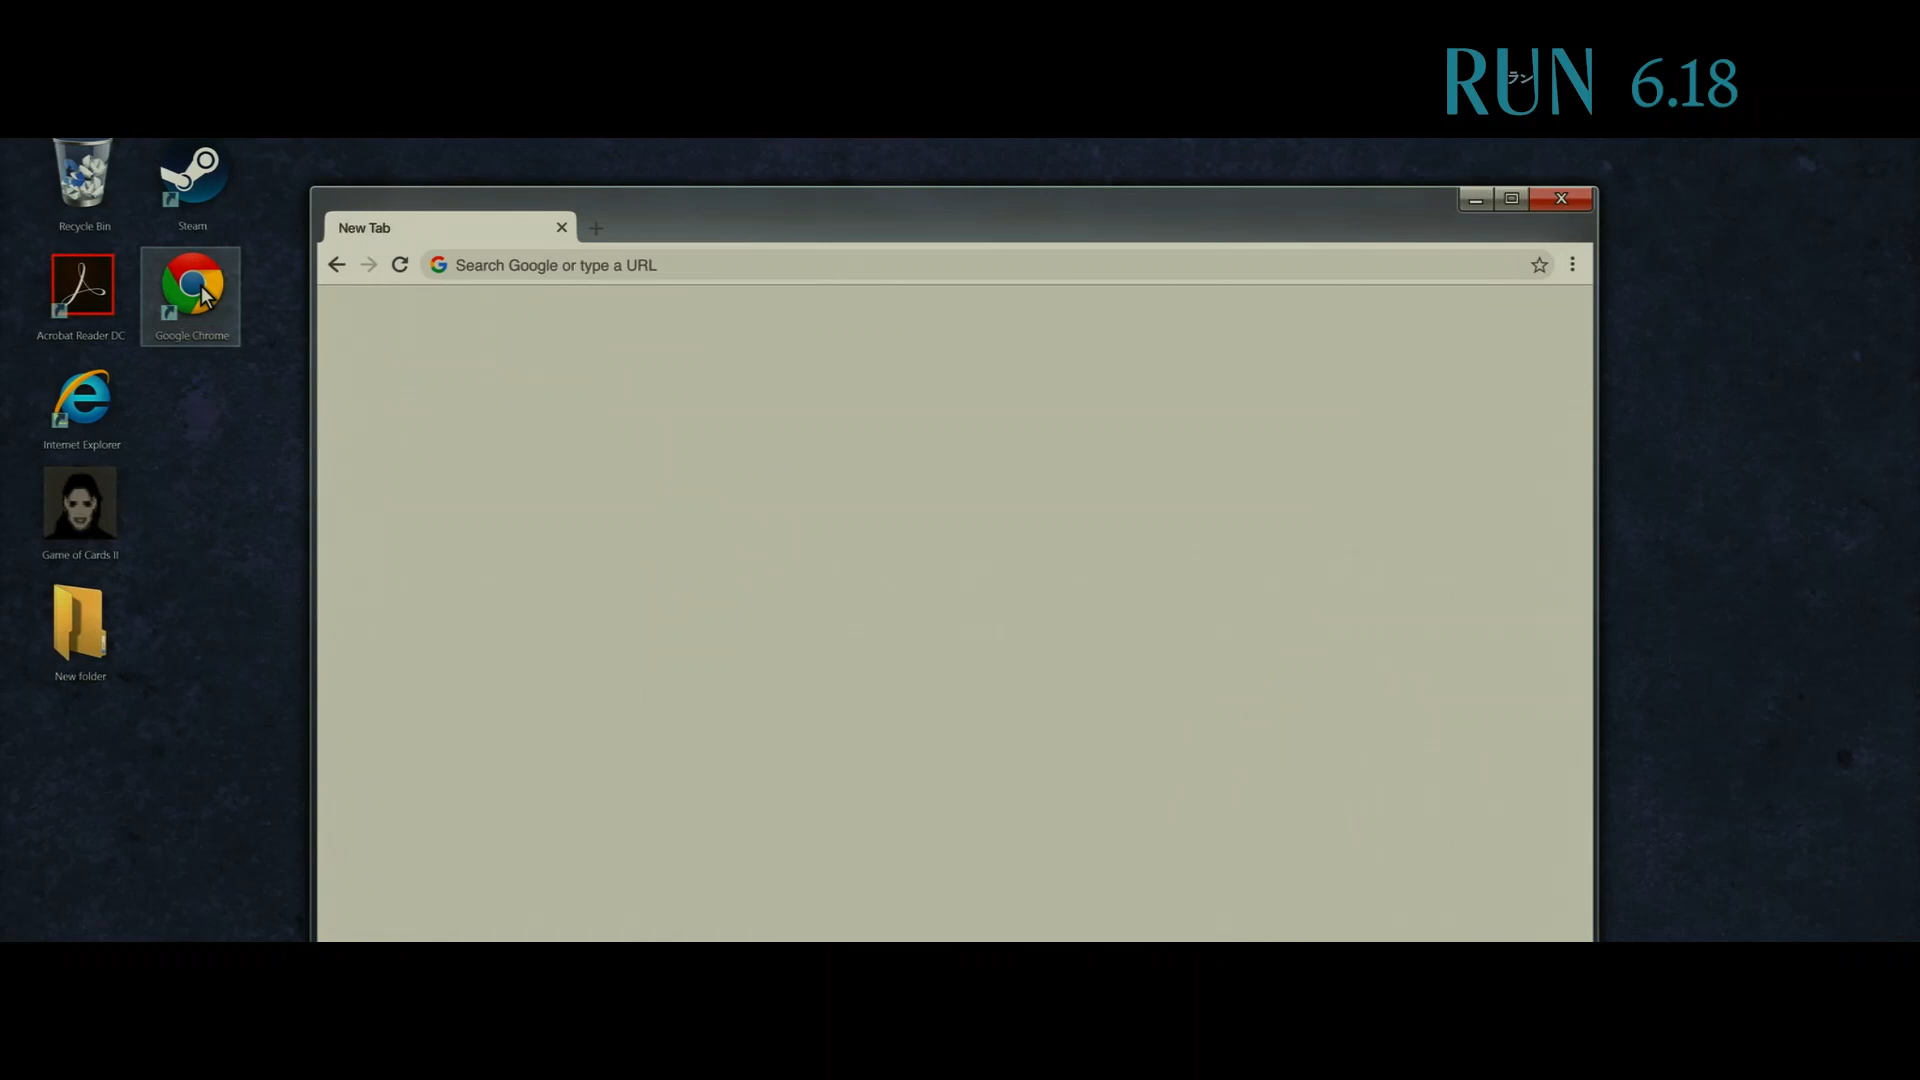 RUN 6.18
ラン
Recycle Bin
Steam
New Tab
Search Google or type a URL
Acrobat Reader DC
Google Chrome
Internet Explorer
Game of Cards II
New folder